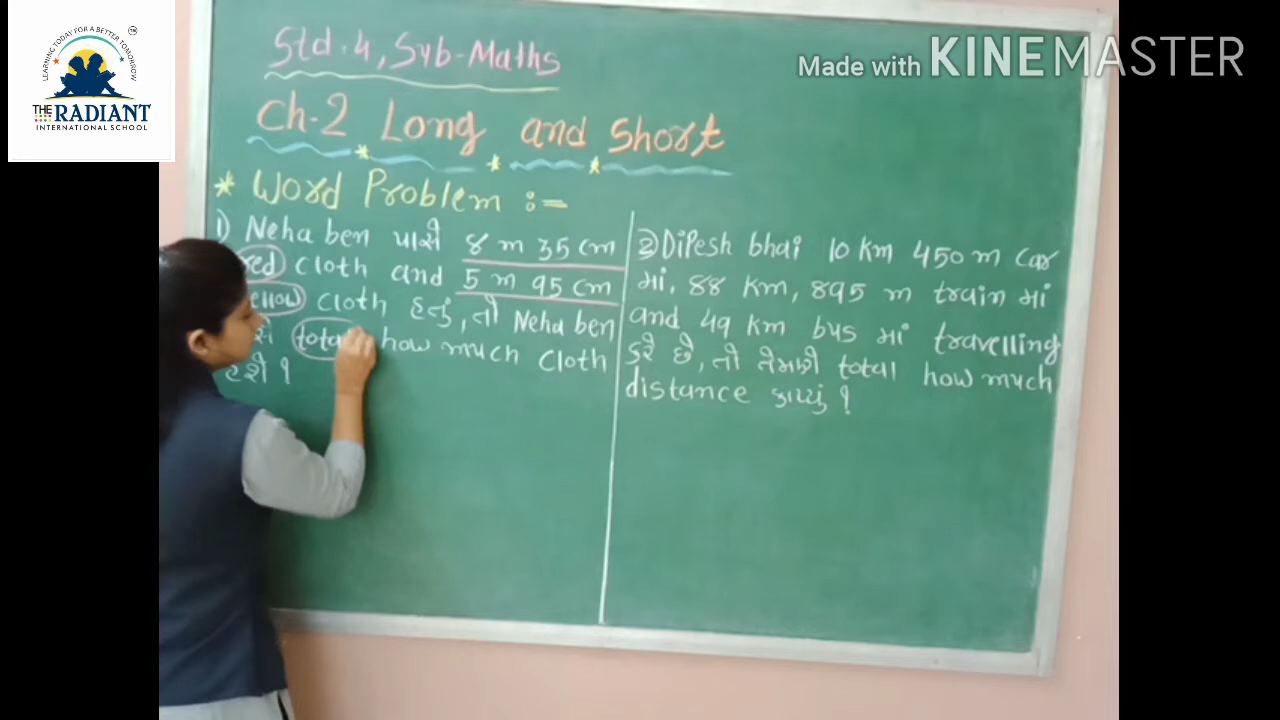 LEARNING TODAY FOR A BETTER TOMORROW
TM
THE RADIANT
INTERNATIONAL SCHOOL
Made with KINEMASTER
Std.4, Sub-Maths
Ch-2 Long and Short
* Word Problem :-
1) Neha ben પાસે 8 m 35 cm
red cloth and 5 m 95 cm
ellow cloth હતું, તો Neha ben
total how much cloth
હશે ?
2) Dipesh bhai 10 km 450 m car
માં, 88 km, 895 m train માં
and 49 km bus માં travelling
કરે છે, તો તેમણે total how much
distance કાપ્યું ?